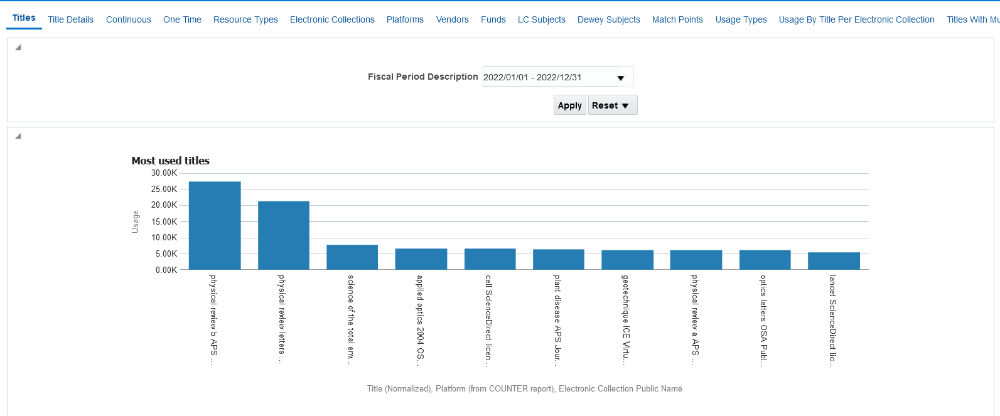 Titles Title Details Continuous One Time Resource Types Electronic Collections Platforms Vendors Funds LC Subjects Dewey Subjects Match Points Usage Types Usage By Title Per Electronic Collection Titles With Mu
Fiscal Period Description 2022/01/01 - 2022/12/31
Apply Reset
Most used titles
Usage
30.00K
25.00K
20.00K
15.00K
10.00K
5.00K
0.00K
physical review b APS ...
physical review letters ...
science of the total env...
applied optics 2004 OS...
cell ScienceDirect licen...
plant disease APS Jour...
geotechnique ICE Virtu...
physical review a APS ...
optics letters OSA Publ...
lancet ScienceDirect lic...
Title (Normalized), Platform (from COUNTER report), Electronic Collection Public Name